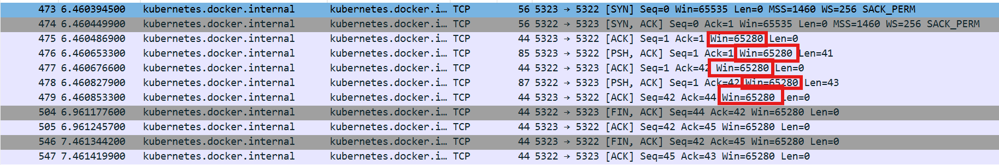 473 6.460394500 kubernetes.docker.internal kubernetes.docker.i… TCP 56 5323 → 5322 [SYN] Seq=0 Win=65535 Len=0 MSS=1460 WS=256 SACK_PERM
474 6.460449900 kubernetes.docker.internal kubernetes.docker.i… TCP 56 5322 → 5323 [SYN, ACK] Seq=0 Ack=1 Win=65535 Len=0 MSS=1460 WS=256 SACK_PERM
475 6.460486900 kubernetes.docker.internal kubernetes.docker.i… TCP 44 5323 → 5322 [ACK] Seq=1 Ack=1 Win=65280 Len=0
476 6.460653300 kubernetes.docker.internal kubernetes.docker.i… TCP 85 5323 → 5322 [PSH, ACK] Seq=1 Ack=1 Win=65280 Len=41
477 6.460676600 kubernetes.docker.internal kubernetes.docker.i… TCP 44 5322 → 5323 [ACK] Seq=1 Ack=42 Win=65280 Len=0
478 6.460827900 kubernetes.docker.internal kubernetes.docker.i… TCP 87 5322 → 5323 [PSH, ACK] Seq=1 Ack=42 Win=65280 Len=43
479 6.460853300 kubernetes.docker.internal kubernetes.docker.i… TCP 44 5323 → 5322 [ACK] Seq=42 Ack=44 Win=65280 Len=0
504 6.961177600 kubernetes.docker.internal kubernetes.docker.i… TCP 44 5322 → 5323 [FIN, ACK] Seq=44 Ack=42 Win=65280 Len=0
505 6.961245700 kubernetes.docker.internal kubernetes.docker.i… TCP 44 5323 → 5322 [ACK] Seq=42 Ack=45 Win=65280 Len=0
546 7.461344200 kubernetes.docker.internal kubernetes.docker.i… TCP 44 5323 → 5322 [FIN, ACK] Seq=42 Ack=45 Win=65280 Len=0
547 7.461419900 kubernetes.docker.internal kubernetes.docker.i… TCP 44 5322 → 5323 [ACK] Seq=45 Ack=43 Win=65280 Len=0